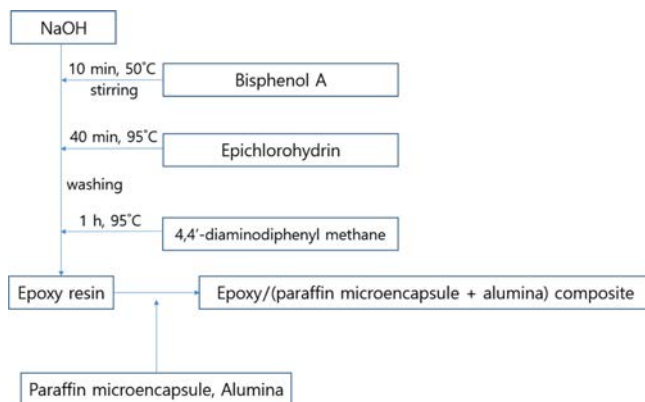 NaOH
10 min, 50˚C
stirring
Bisphenol A
40 min, 95˚C
Epichlorohydrin
washing
1 h, 95˚C
4,4′-diaminodiphenyl methane
Epoxy resin
Epoxy/(paraffin microencapsule + alumina) composite
Paraffin microencapsule, Alumina